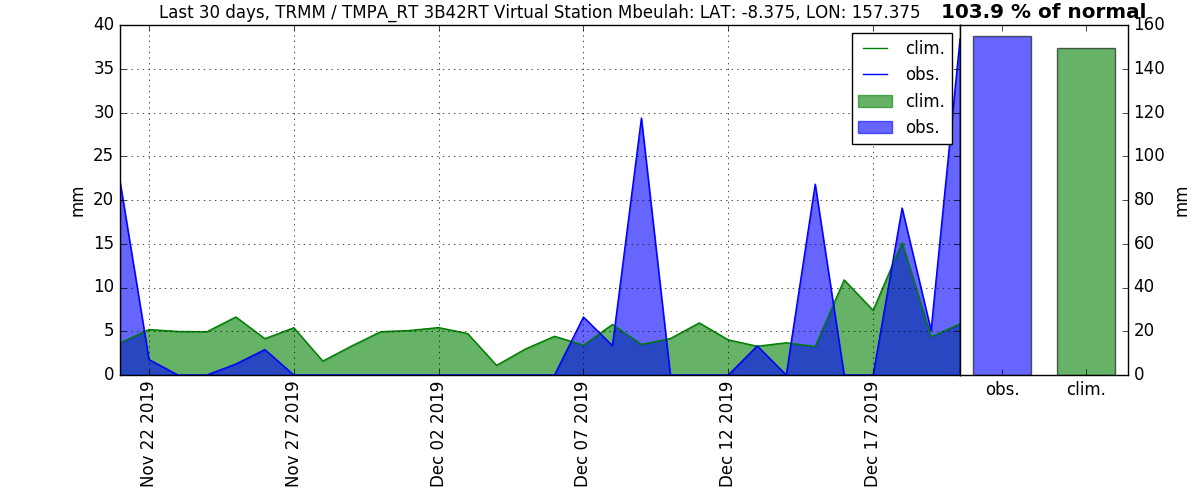 Last 30 days, TRMM / TMPA_RT 3B42RT Virtual Station Mbeulah: LAT: -8.375, LON: 157.375
103.9 % of normal
40
35
30
25
20
15
10
5
0
mm
clim.
obs.
clim.
obs.
160
140
120
100
80
60
40
20
0
mm
obs.
clim.
Nov 22 2019
Nov 27 2019
Dec 02 2019
Dec 07 2019
Dec 12 2019
Dec 17 2019